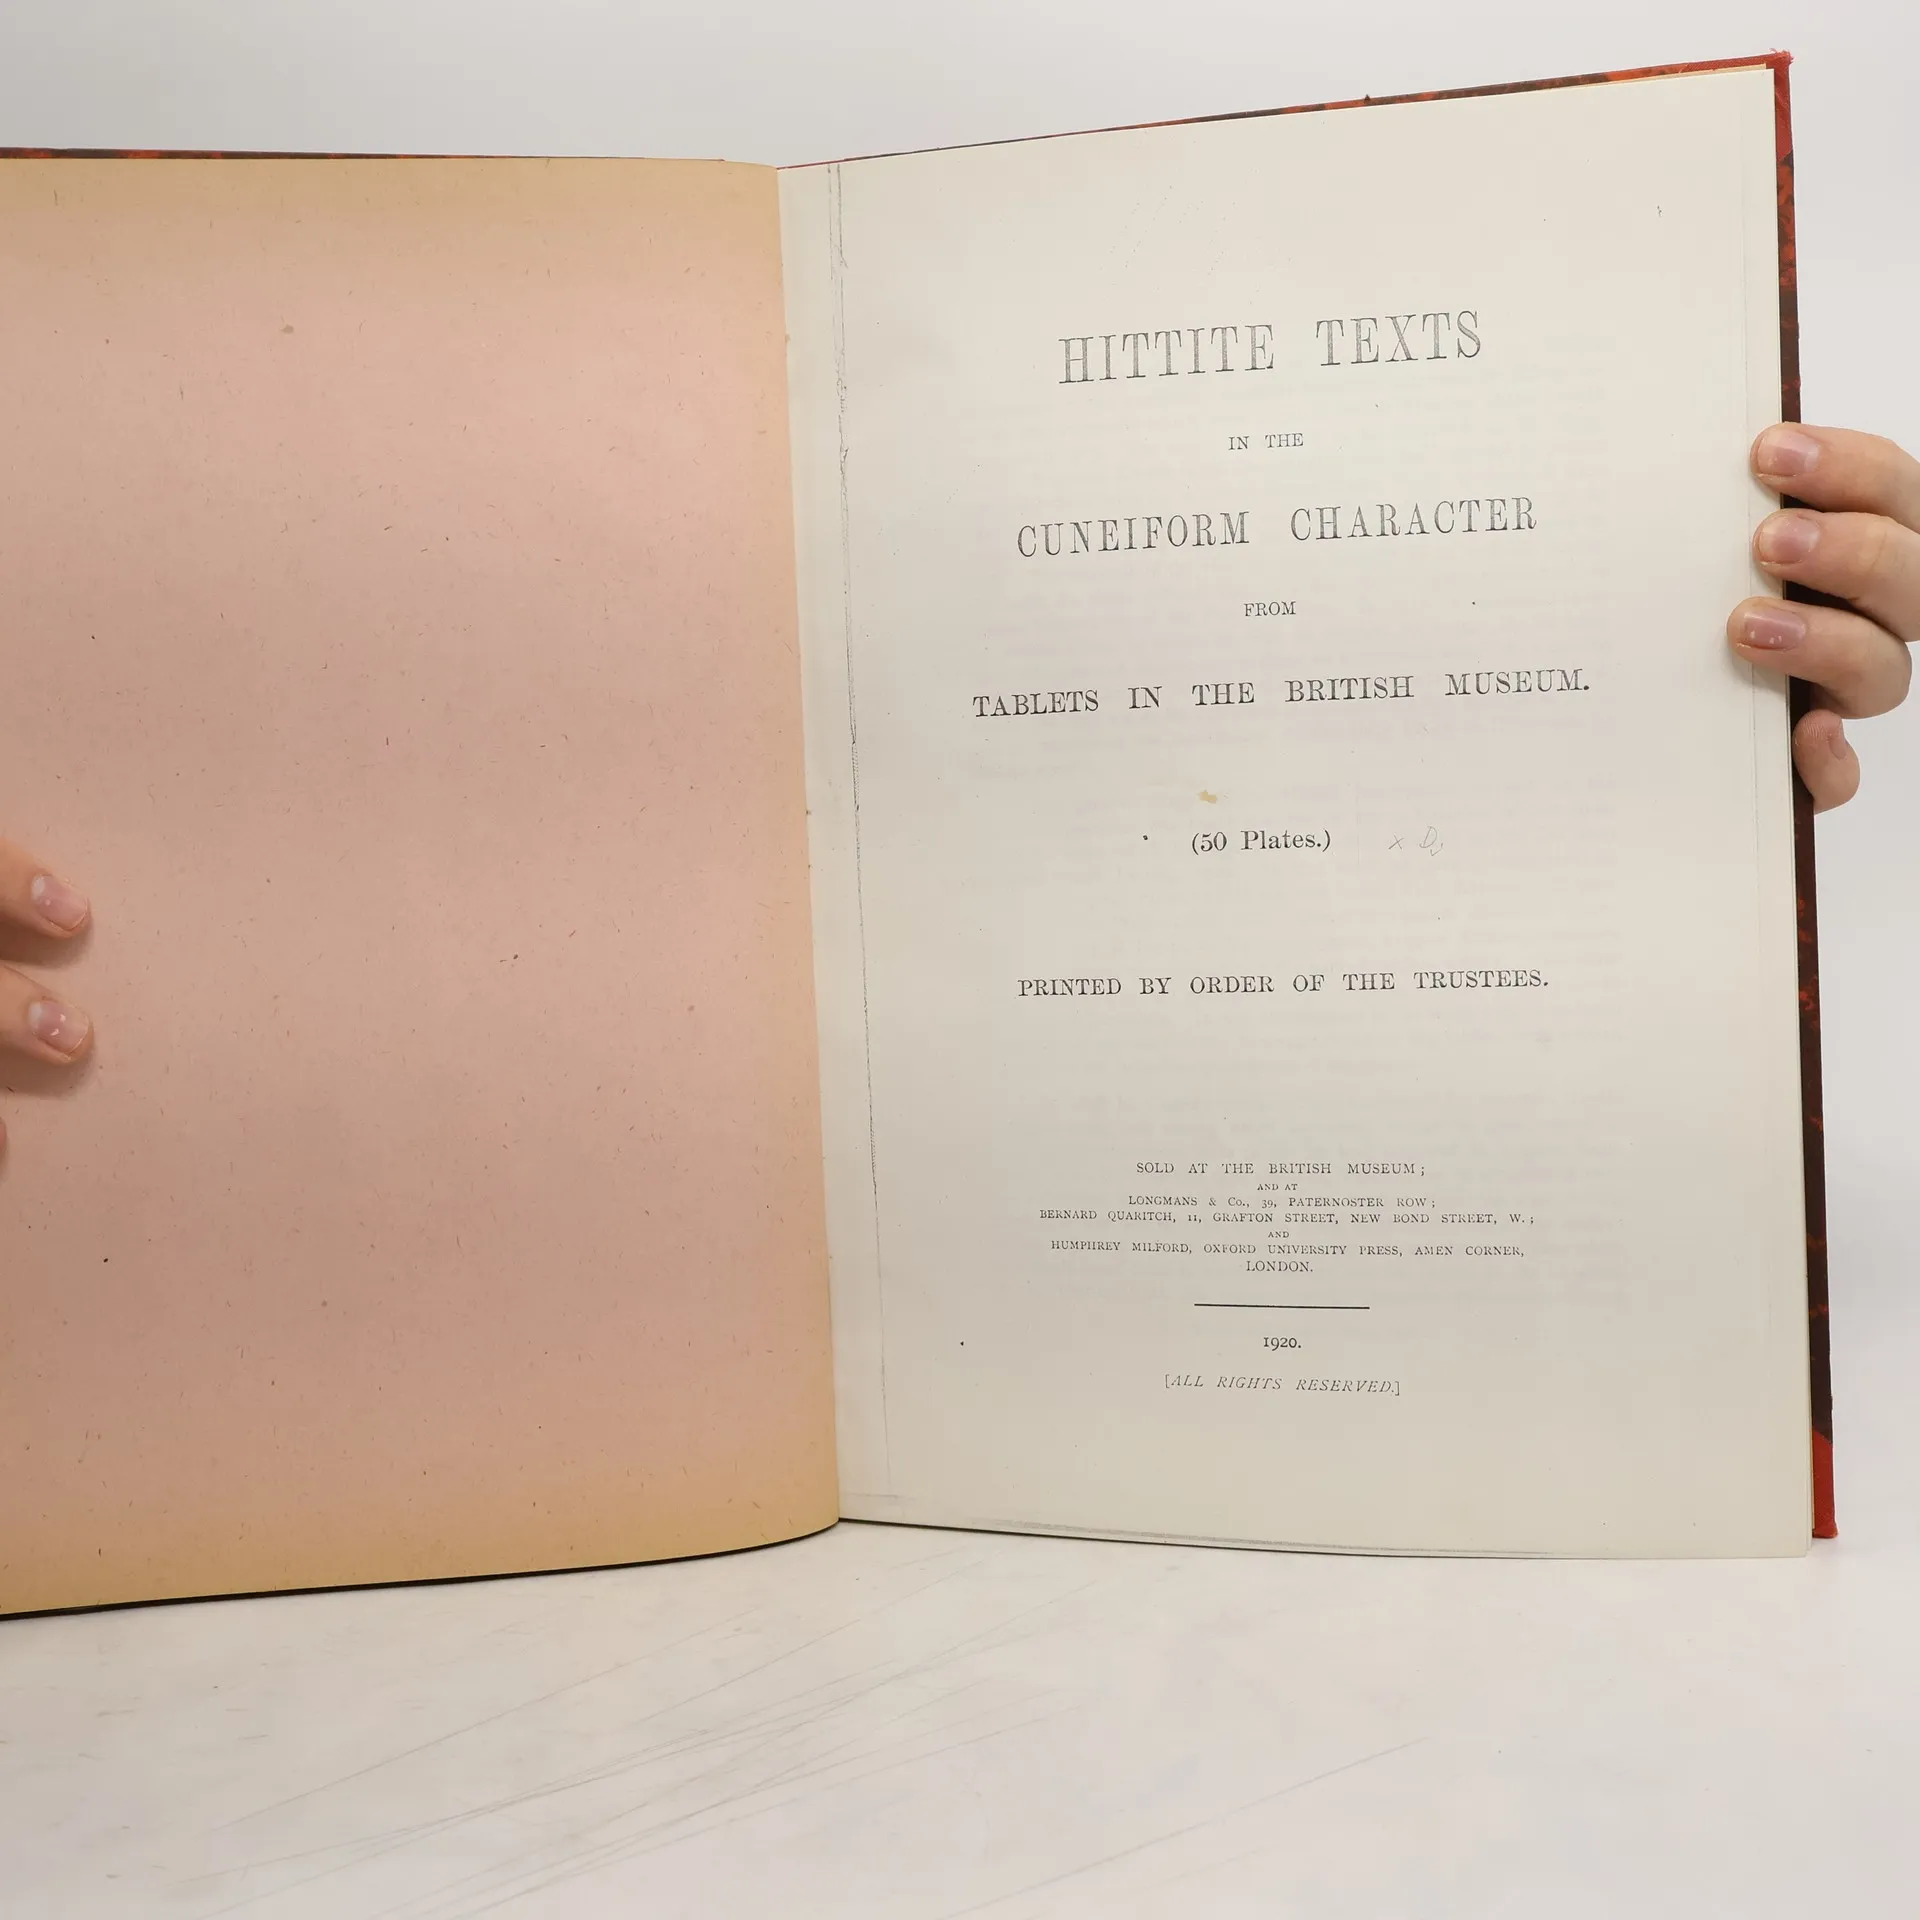 HITTITE TEXTS
IN THE
CUNEIFORM CHARACTER
FROM
TABLETS IN THE BRITISH MUSEUM.
(50 Plates.)
PRINTED BY ORDER OF THE TRUSTEES.
SOLD AT THE BRITISH MUSEUM;
AND AT
LONGMANS & Co., 39, PATERNOSTER ROW;
BERNARD QUARITCH, 11, GRAFTON STREET, NEW BOND STREET, W.;
AND
HUMPHREY MILFORD, OXFORD UNIVERSITY PRESS, AMEN CORNER,
LONDON.
1920.
[ALL RIGHTS RESERVED.]